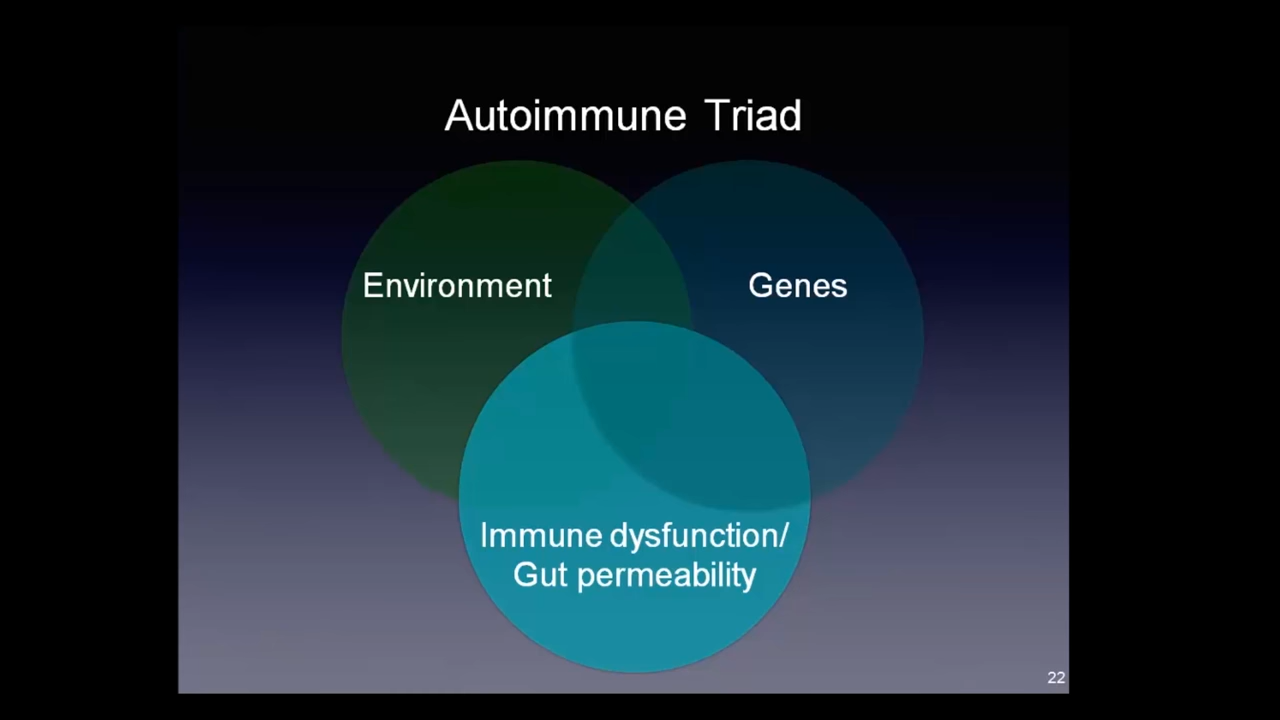 Autoimmune Triad
Environment
Genes
Immune dysfunction/
Gut permeability
22